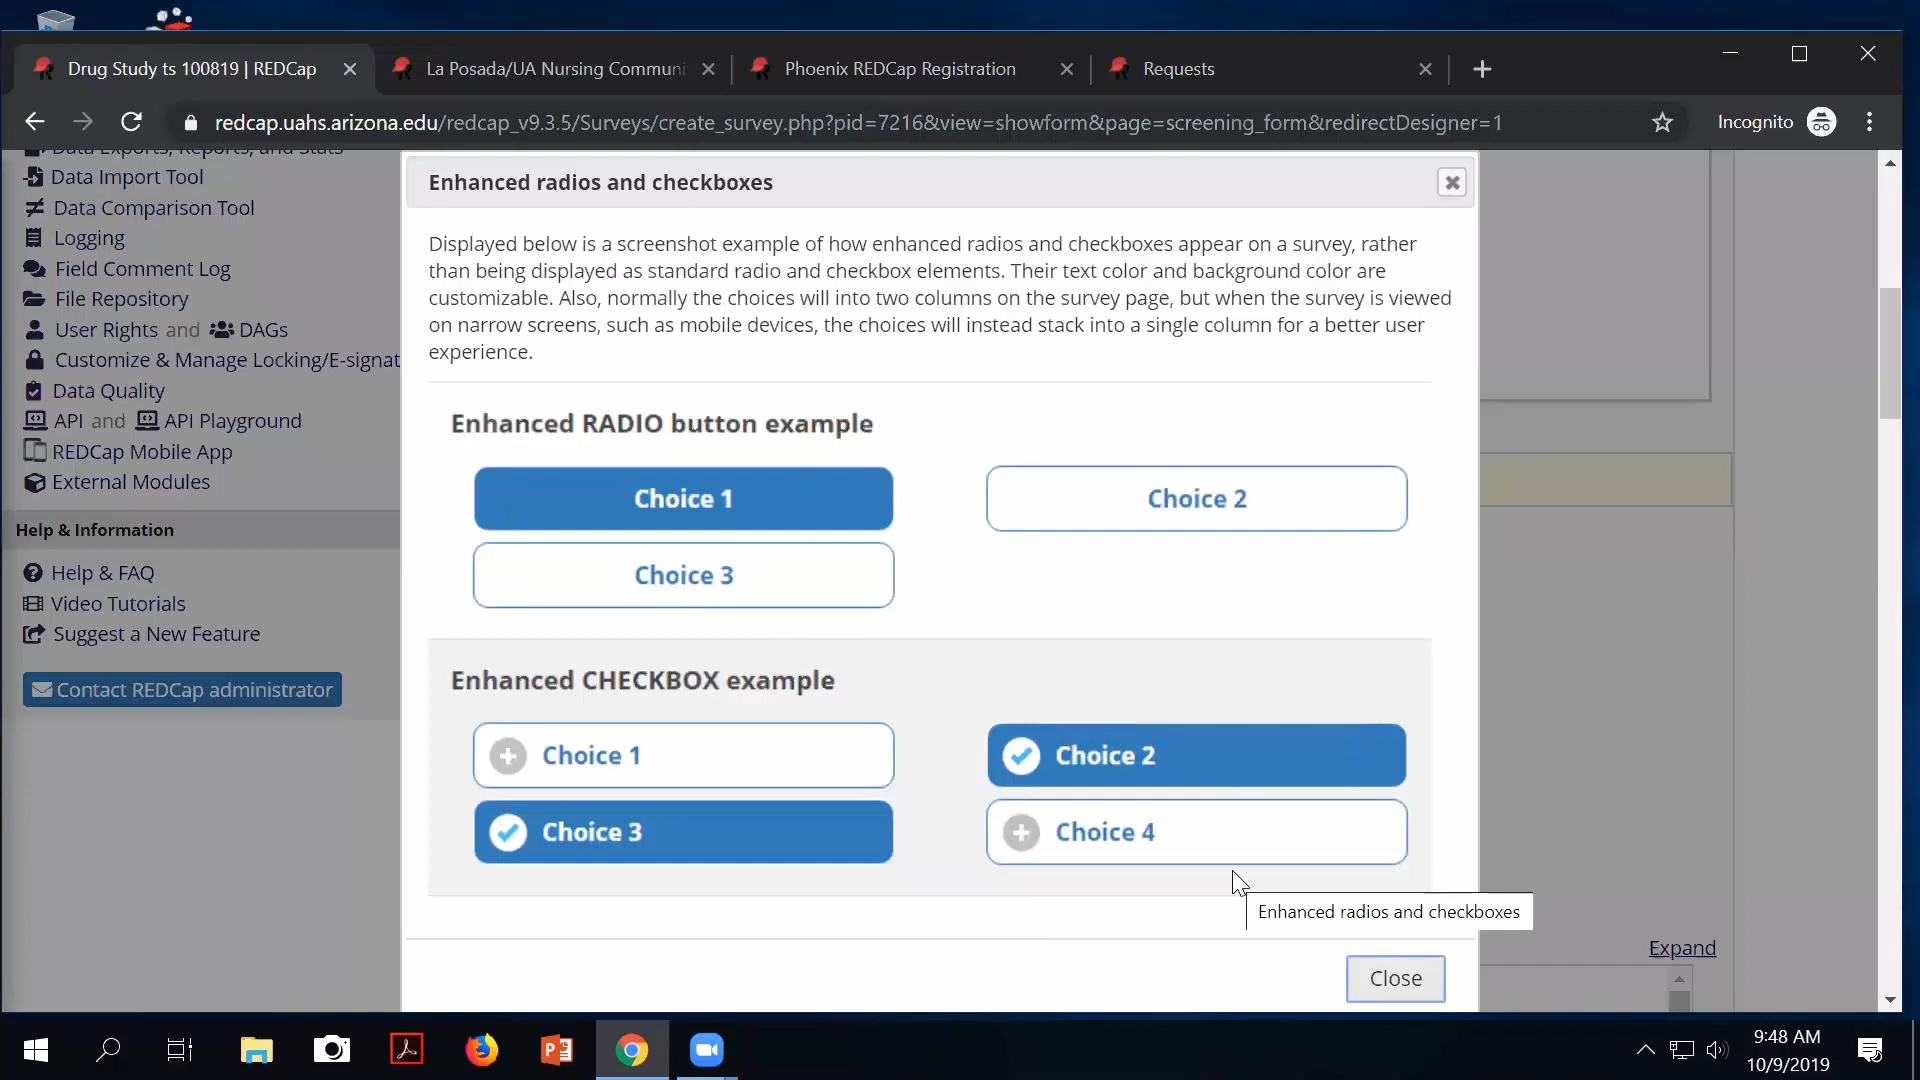 Drug Study ts 100819 | REDCap
La Posada/UA Nursing Communi
Phoenix REDCap Registration
Requests
redcap.uahs.arizona.edu/redcap_v9.3.5/Surveys/create_survey.php?pid=7216&view=showform&page=screening_form&redirectDesigner=1
Incognito
Data Exports, Reports, and Stats
Data Import Tool
Data Comparison Tool
Logging
Field Comment Log
File Repository
User Rights and DAGs
Customize & Manage Locking/E-signat
Data Quality
API and API Playground
REDCap Mobile App
External Modules
Help & Information
Help & FAQ
Video Tutorials
Suggest a New Feature
Contact REDCap administrator
Enhanced radios and checkboxes
Displayed below is a screenshot example of how enhanced radios and checkboxes appear on a survey, rather
than being displayed as standard radio and checkbox elements. Their text color and background color are
customizable. Also, normally the choices will into two columns on the survey page, but when the survey is viewed
on narrow screens, such as mobile devices, the choices will instead stack into a single column for a better user
experience.
Enhanced RADIO button example
Choice 1
Choice 2
Choice 3
Enhanced CHECKBOX example
Choice 1
Choice 2
Choice 3
Choice 4
Enhanced radios and checkboxes
Expand
Close
9:48 AM
10/9/2019